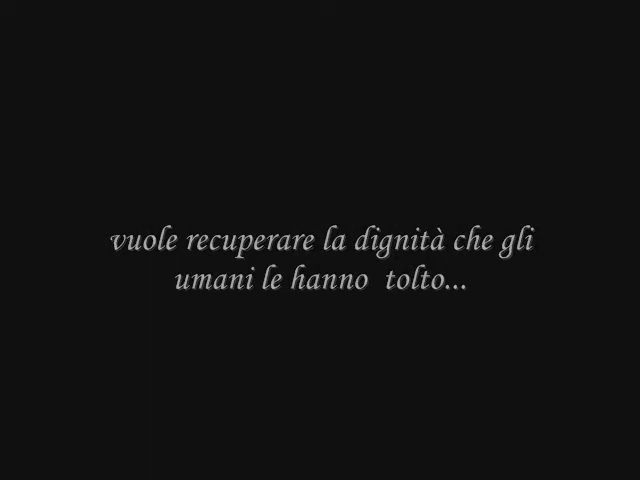 vuole recuperare la dignità che gli
umani le hanno tolto...